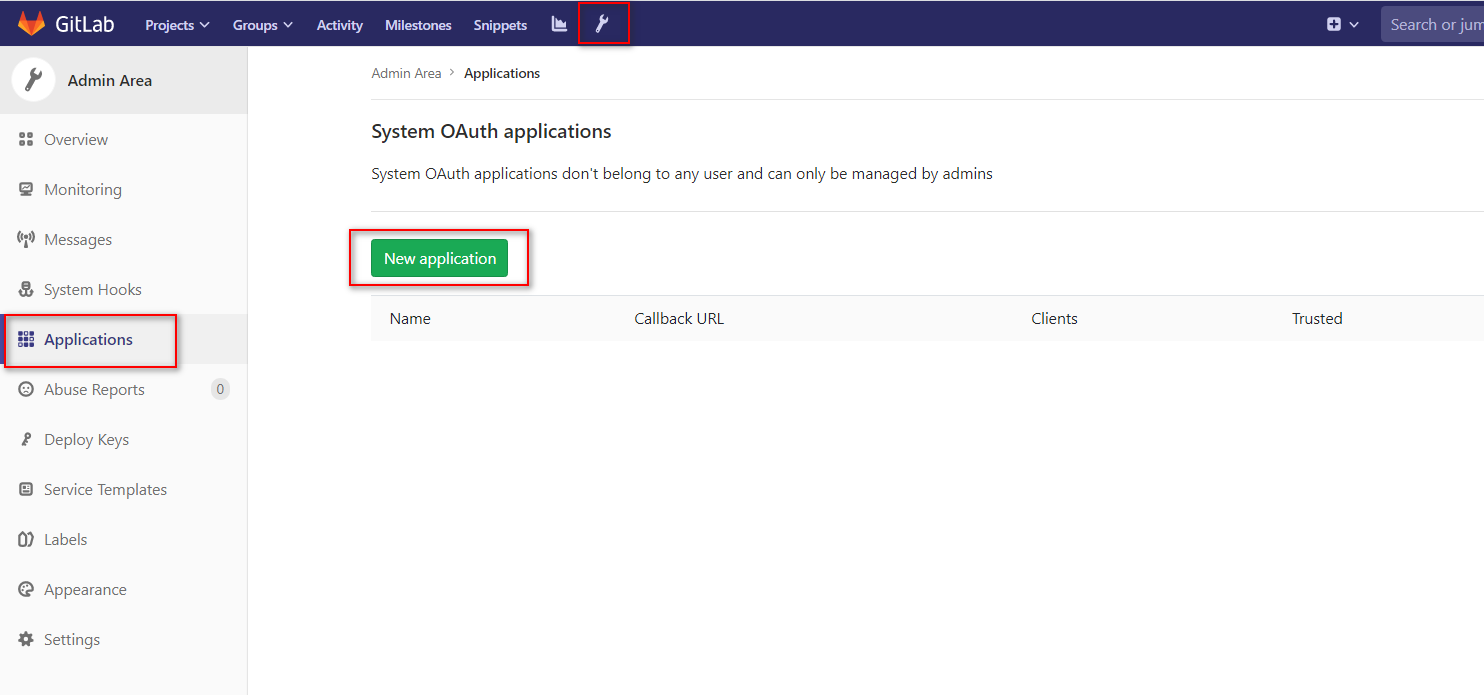 GitLab Projects Groups Activity Milestones Snippets Search or jum
Admin Area
Overview
Monitoring
Messages
System Hooks
Applications
Abuse Reports 0
Deploy Keys
Service Templates
Labels
Appearance
Settings
Admin Area > Applications
System OAuth applications
System OAuth applications don't belong to any user and can only be managed by admins
New application
Name Callback URL Clients Trusted